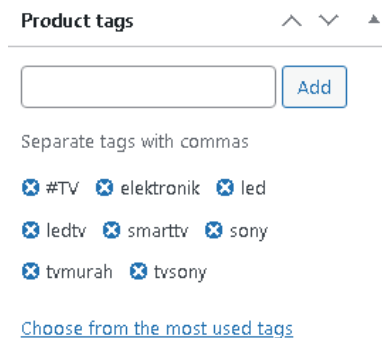 Product tags
Add
Separate tags with commas
#TV elektronik led
ledtv smarttv sony
tvmurah tvsony
Choose from the most used tags